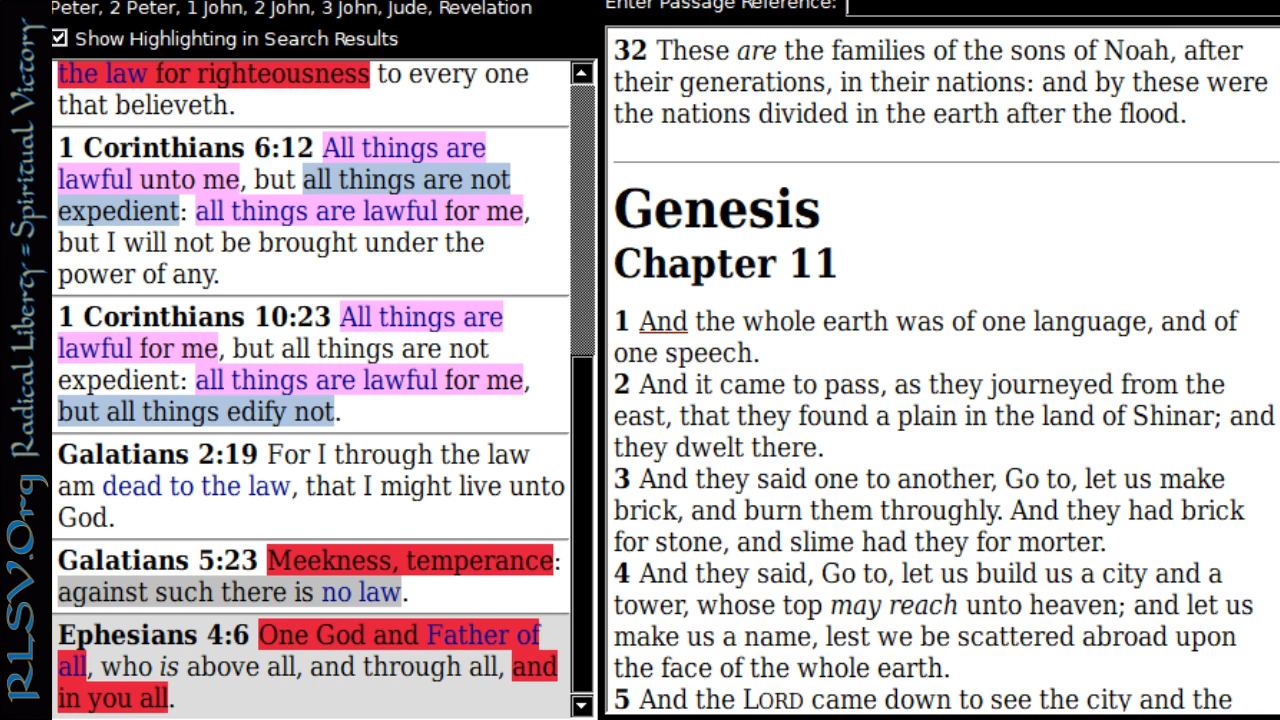 RLSV.Org Radical Liberty = Spiritual Victory
Peter, 2 Peter, 1 John, 2 John, 3 John, Jude, Revelation
Show Highlighting in Search Results
the law for righteousness to every one
that believeth.
1 Corinthians 6:12 All things are
lawful unto me, but all things are not
expedient: all things are lawful for me,
but I will not be brought under the
power of any.
1 Corinthians 10:23 All things are
lawful for me, but all things are not
expedient: all things are lawful for me,
but all things edify not.
Galatians 2:19 For I through the law
am dead to the law, that I might live unto
God.
Galatians 5:23 Meekness, temperance:
against such there is no law.
Ephesians 4:6 One God and Father of
all, who is above all, and through all, and
in you all.
Enter Passage Reference:
32 These are the families of the sons of Noah, after
their generations, in their nations: and by these were
the nations divided in the earth after the flood.
Genesis
Chapter 11
1 And the whole earth was of one language, and of
one speech.
2 And it came to pass, as they journeyed from the
east, that they found a plain in the land of Shinar; and
they dwelt there.
3 And they said one to another, Go to, let us make
brick, and burn them throughly. And they had brick
for stone, and slime had they for morter.
4 And they said, Go to, let us build us a city and a
tower, whose top may reach unto heaven; and let us
make us a name, lest we be scattered abroad upon
the face of the whole earth.
5 And the LORD came down to see the city and the